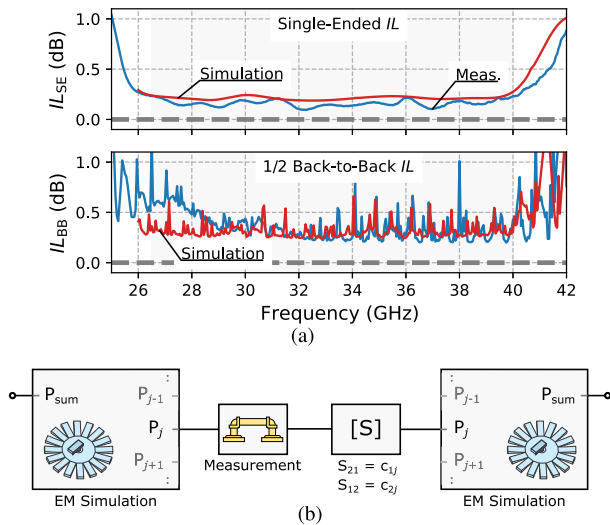 1.0
0.5
0.0
IL_SE (dB)
Single-Ended IL
Simulation
Meas.
1.0
0.5
0.0
IL_BB (dB)
1/2 Back-to-Back IL
Simulation
26 28 30 32 34 36 38 40 42
Frequency (GHz)
(a)
P_sum
P_j-1
P_j
P_j+1
EM Simulation
Measurement
[S]
S_21 = c_1j
S_12 = c_2j
P_j-1
P_sum
P_j
P_j+1
EM Simulation
(b)